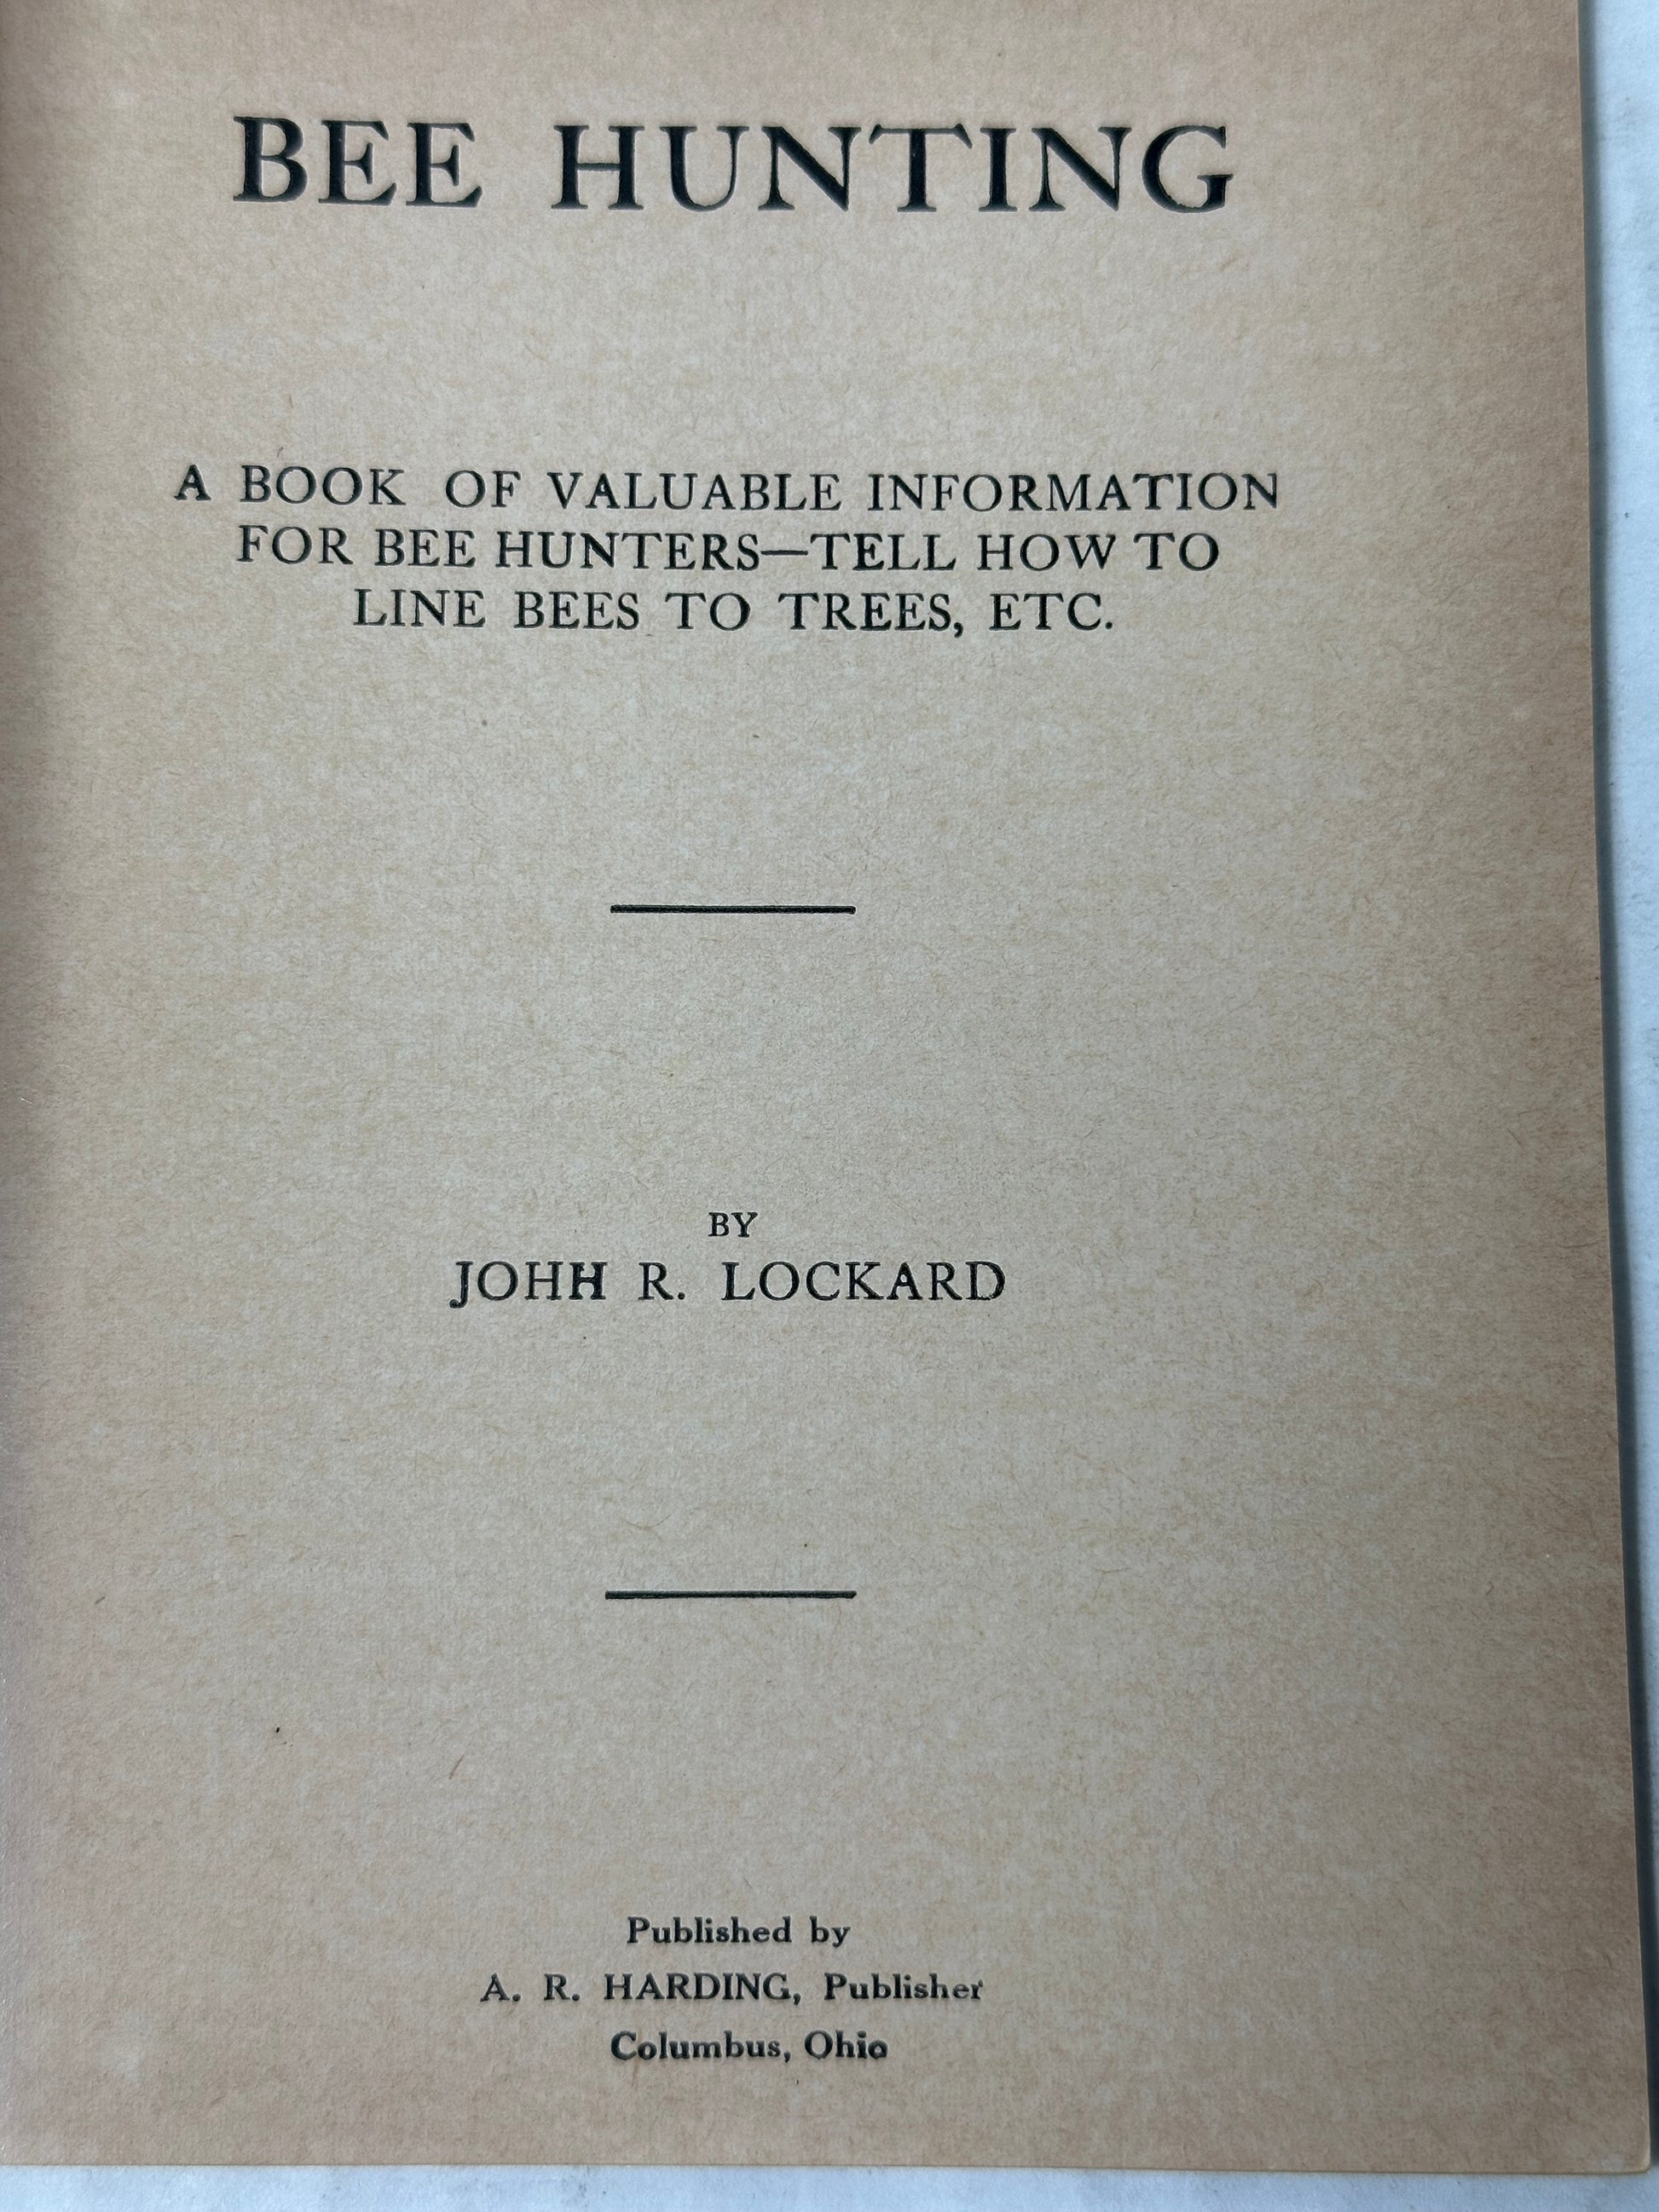 BEE HUNTING
A BOOK OF VALUABLE INFORMATION
FOR BEE HUNTERS—TELL HOW TO
LINE BEES TO TREES, ETC.
BY
JOHH R. LOCKARD
Published by
A. R. HARDING, Publisher
Columbus, Ohio